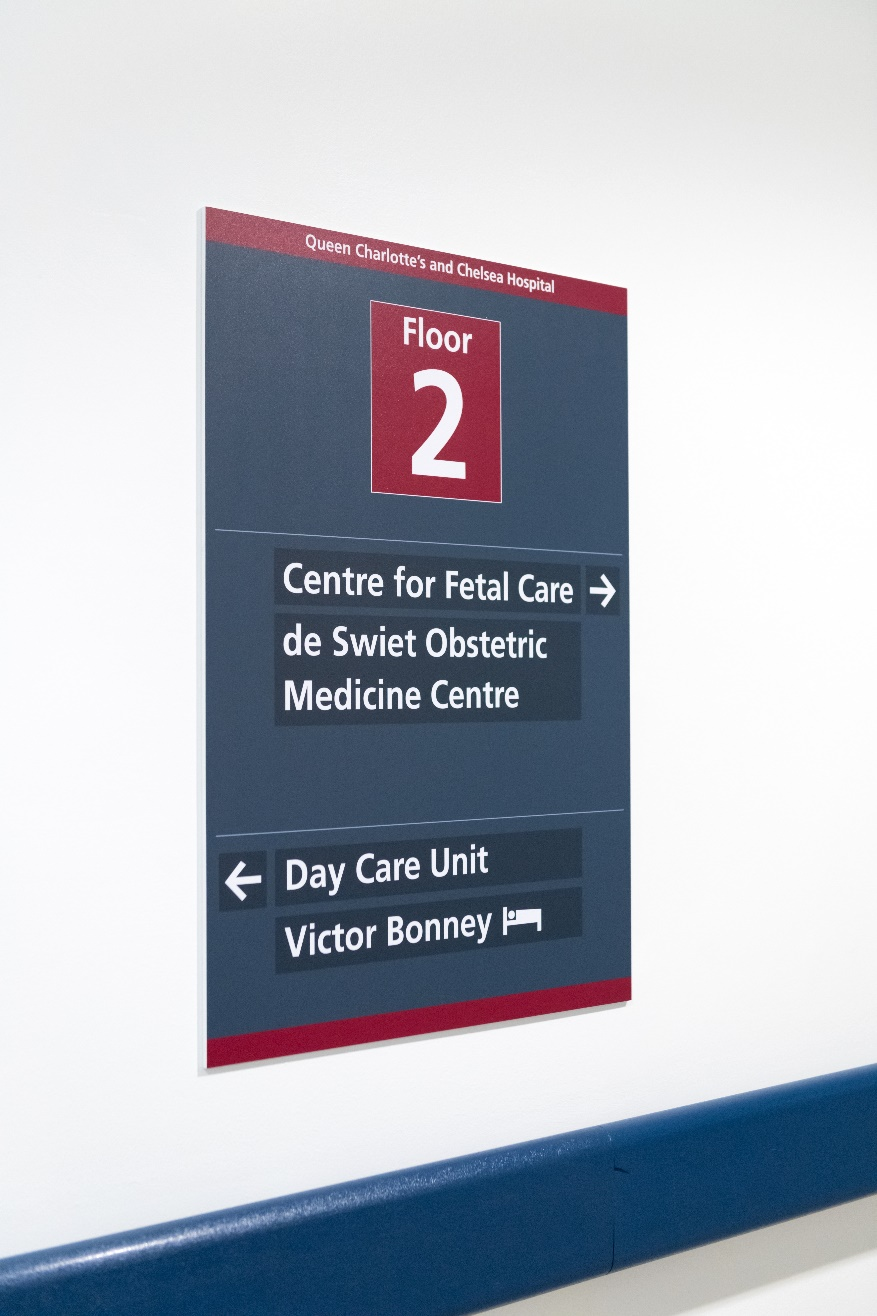 Queen Charlotte's and Chelsea Hospital
Floor
2
Centre for Fetal Care →
de Swiet Obstetric
Medicine Centre
← Day Care Unit
Victor Bonney